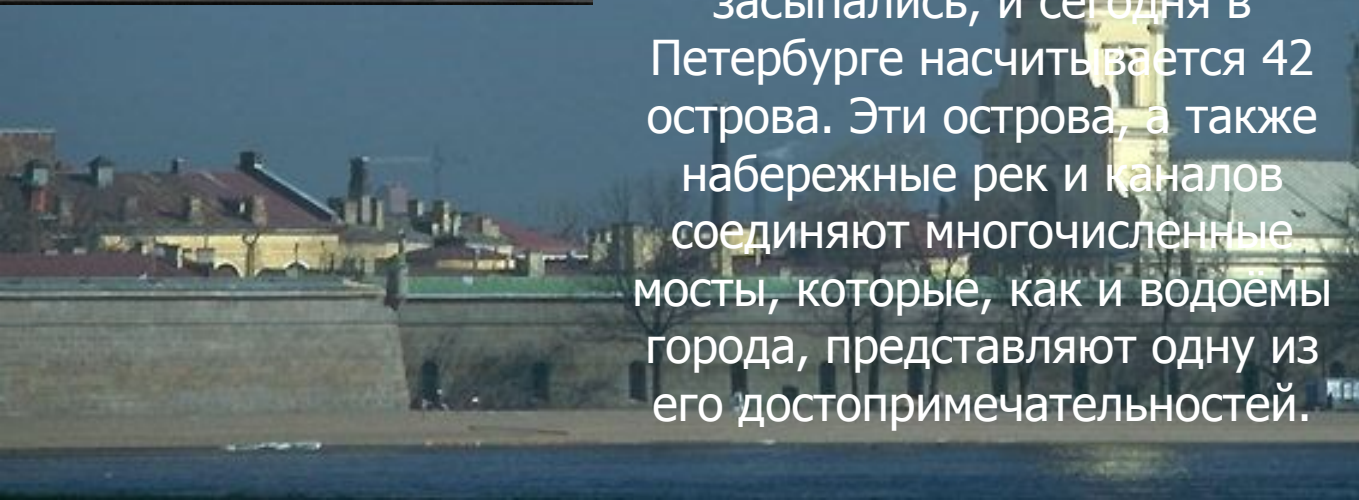 засыпались, и сегодня в
Петербурге насчитывается 42
острова. Эти острова, а также
набережные рек и каналов
соединяют многочисленные
мосты, которые, как и водоёмы
города, представляют одну из
его достопримечательностей.